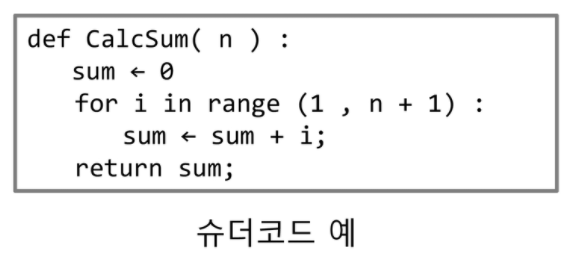 def CalcSum( n ) :
sum ← 0
for i in range (1 , n + 1) :
sum ← sum + i;
return sum;
슈더코드 예